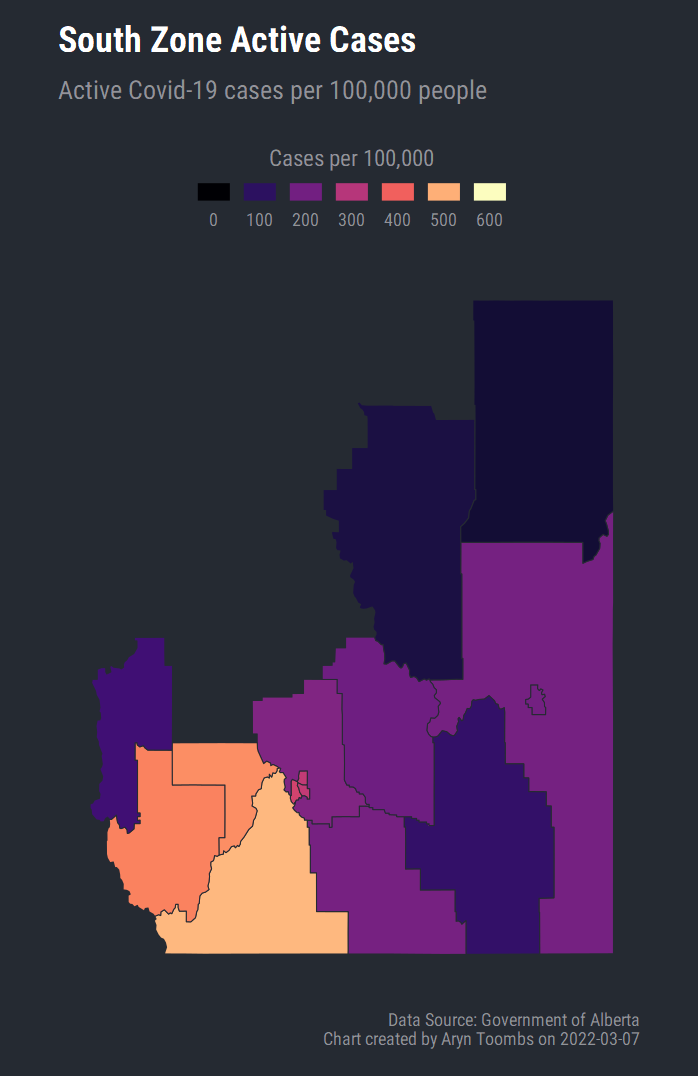 South Zone Active Cases
Active Covid-19 cases per 100,000 people
Cases per 100,000
0 100 200 300 400 500 600
Data Source: Government of Alberta
Chart created by Aryn Toombs on 2022-03-07